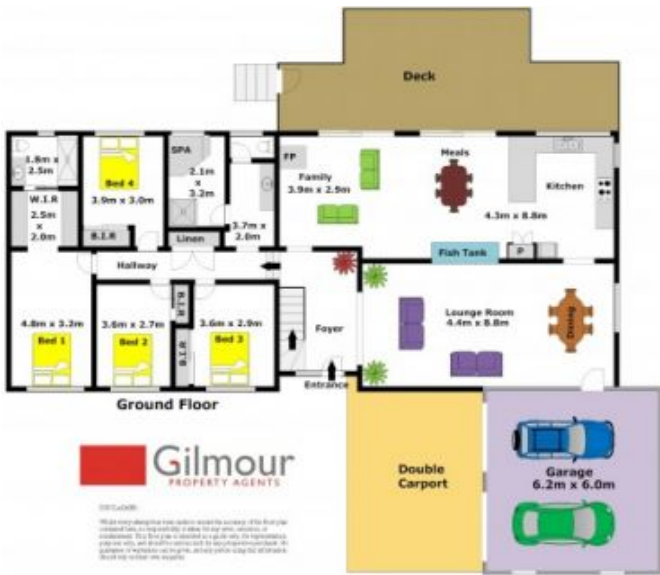 Deck
SPA
FP
Family
3.9m x 2.9m
Meals
Kitchen
4.3m x 8.8m
1.8m x
2.5m
W.I.R
2.5m
x
2.0m
Bed 4
3.9m x 3.0m
B.I.R
2.1m
x
3.2m
Linen
3.7m x
2.0m
Fish Tank
P
Hallway
4.8m x 3.2m
Bed 1
3.6m x 2.7m
Bed 2
B.I.R
B.I.R
3.6m x 2.9m
Bed 3
Foyer
Entrance
Lounge Room
4.4m x 8.8m
Dining
Ground Floor
Gilmour
PROPERTY AGENTS
Double
Carport
Garage
6.2m x 6.0m